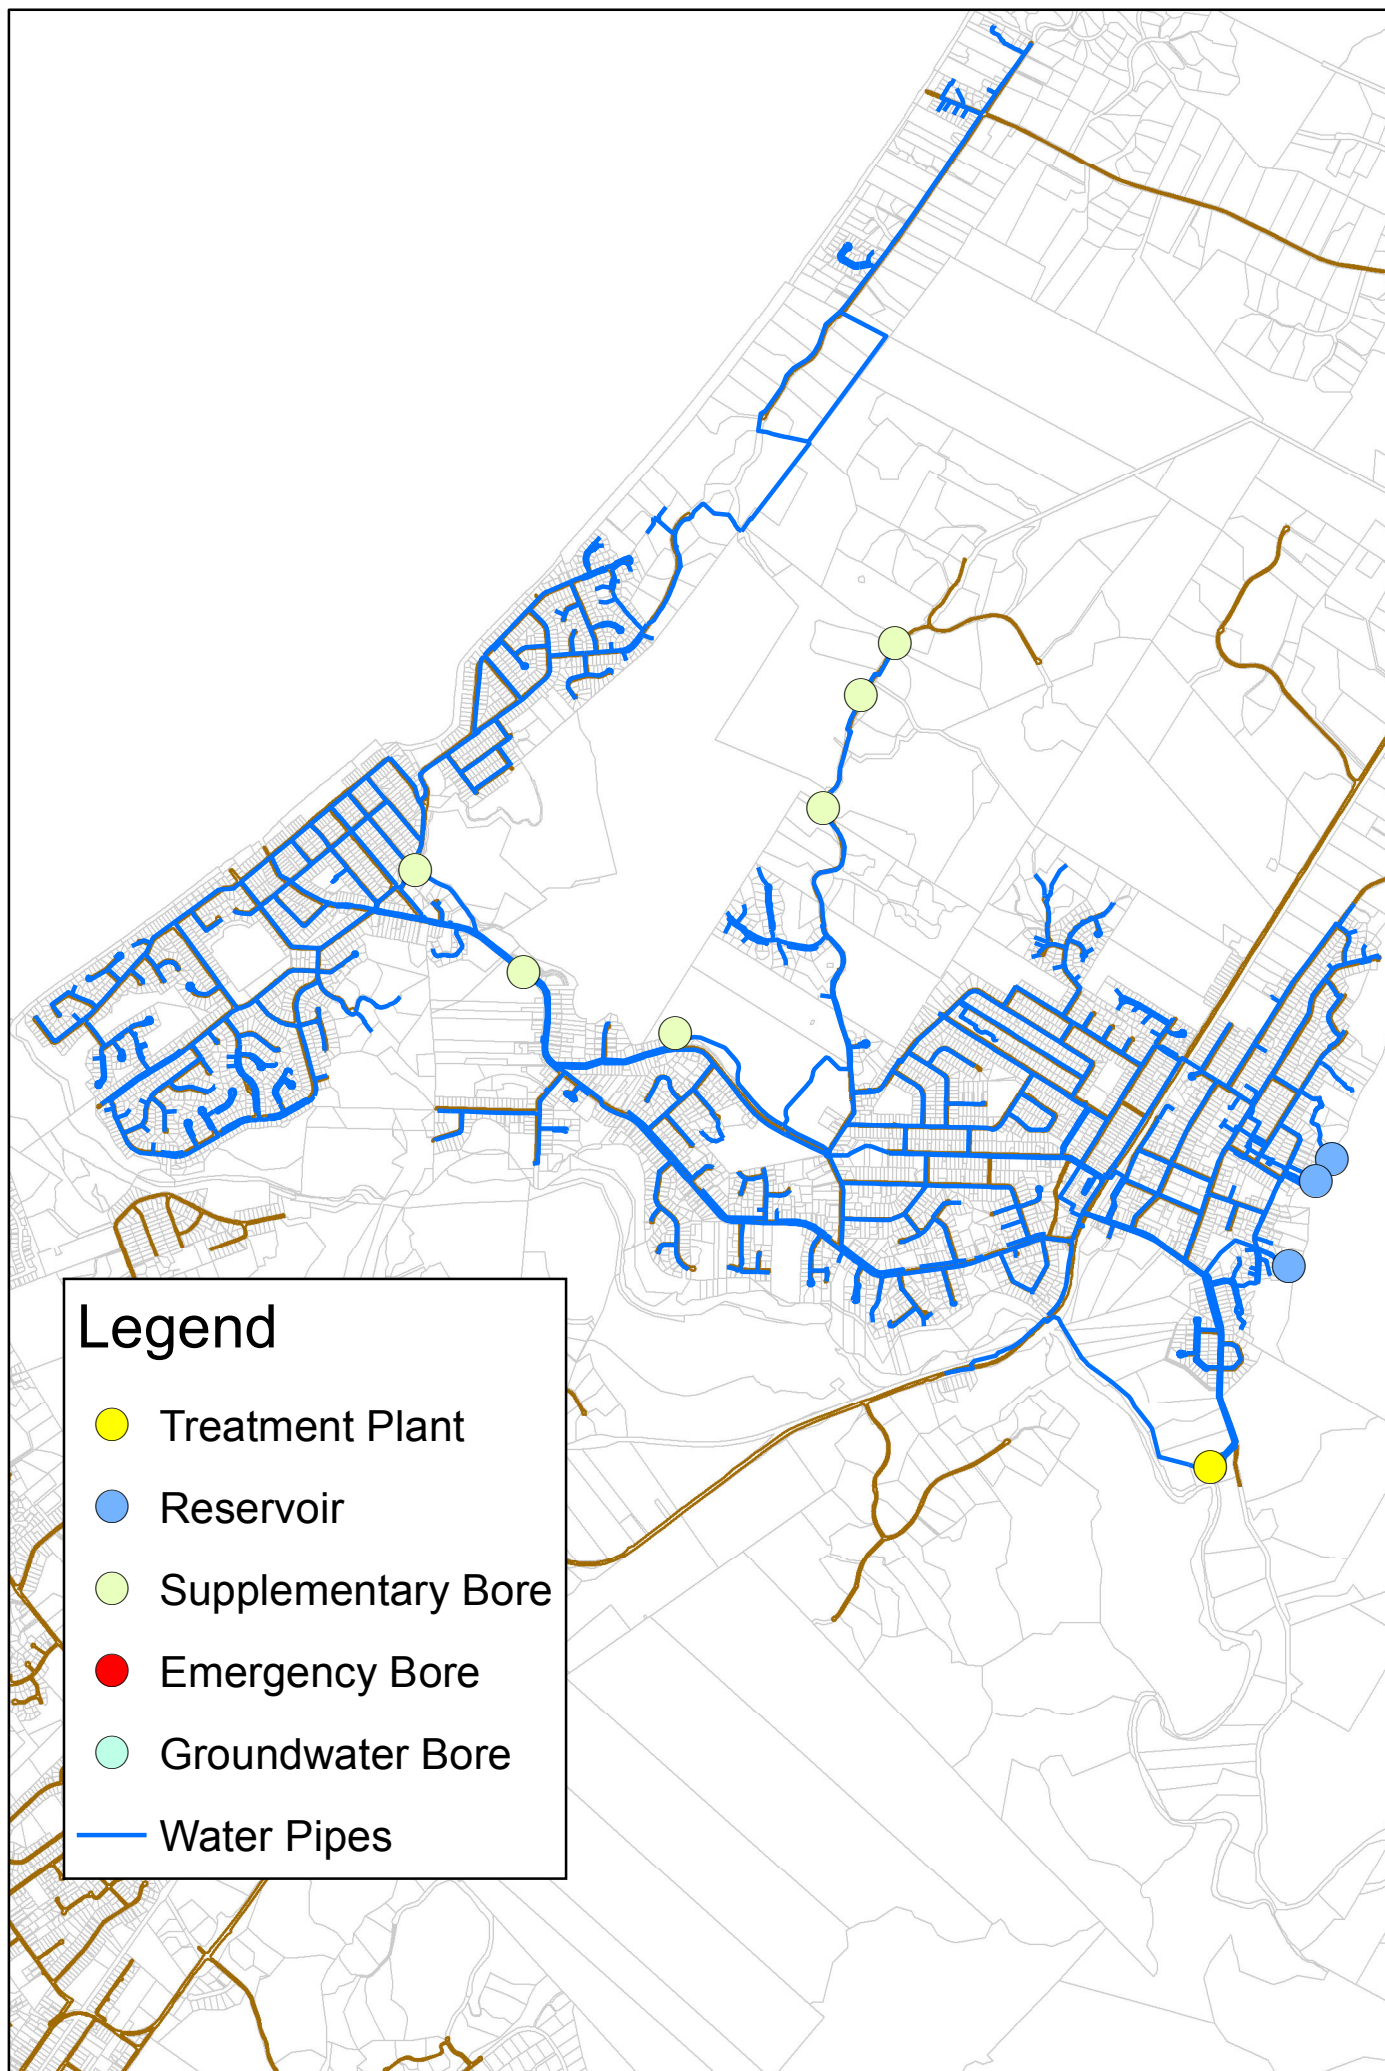 Legend
Treatment Plant
Reservoir
Supplementary Bore
Emergency Bore
Groundwater Bore
Water Pipes